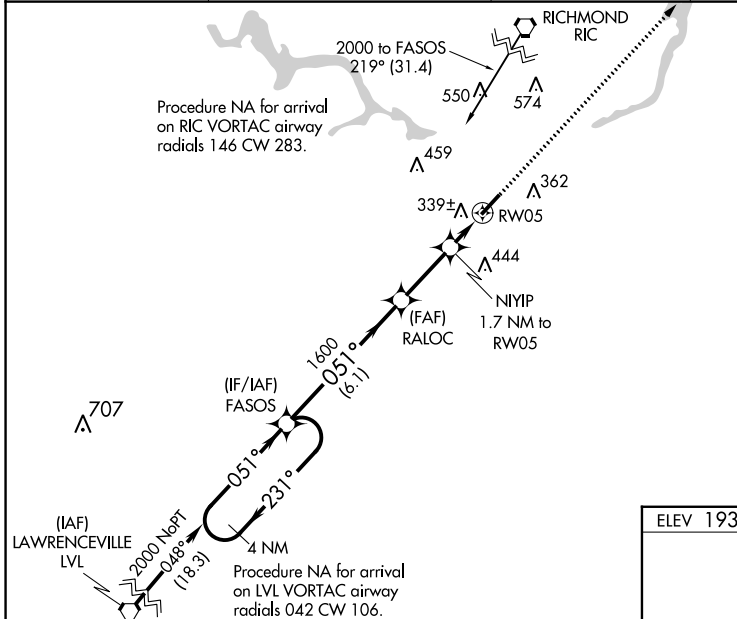 RICHMOND
RIC
2000 to FASOS
219° (31.4)
550
574
Procedure NA for arrival
on RIC VORTAC airway
radials 146 CW 283.
459
362
339±
RW05
444
NIYIP
1.7 NM to
RW05
(FAF)
RALOC
1600
051°
(6.1)
(IF/IAF)
FASOS
707
051°
231°
(IAF)
LAWRENCEVILLE
LVL
2000 NoPT
048°
(18.3)
4 NM
Procedure NA for arrival
on LVL VORTAC airway
radials 042 CW 106.
ELEV 193